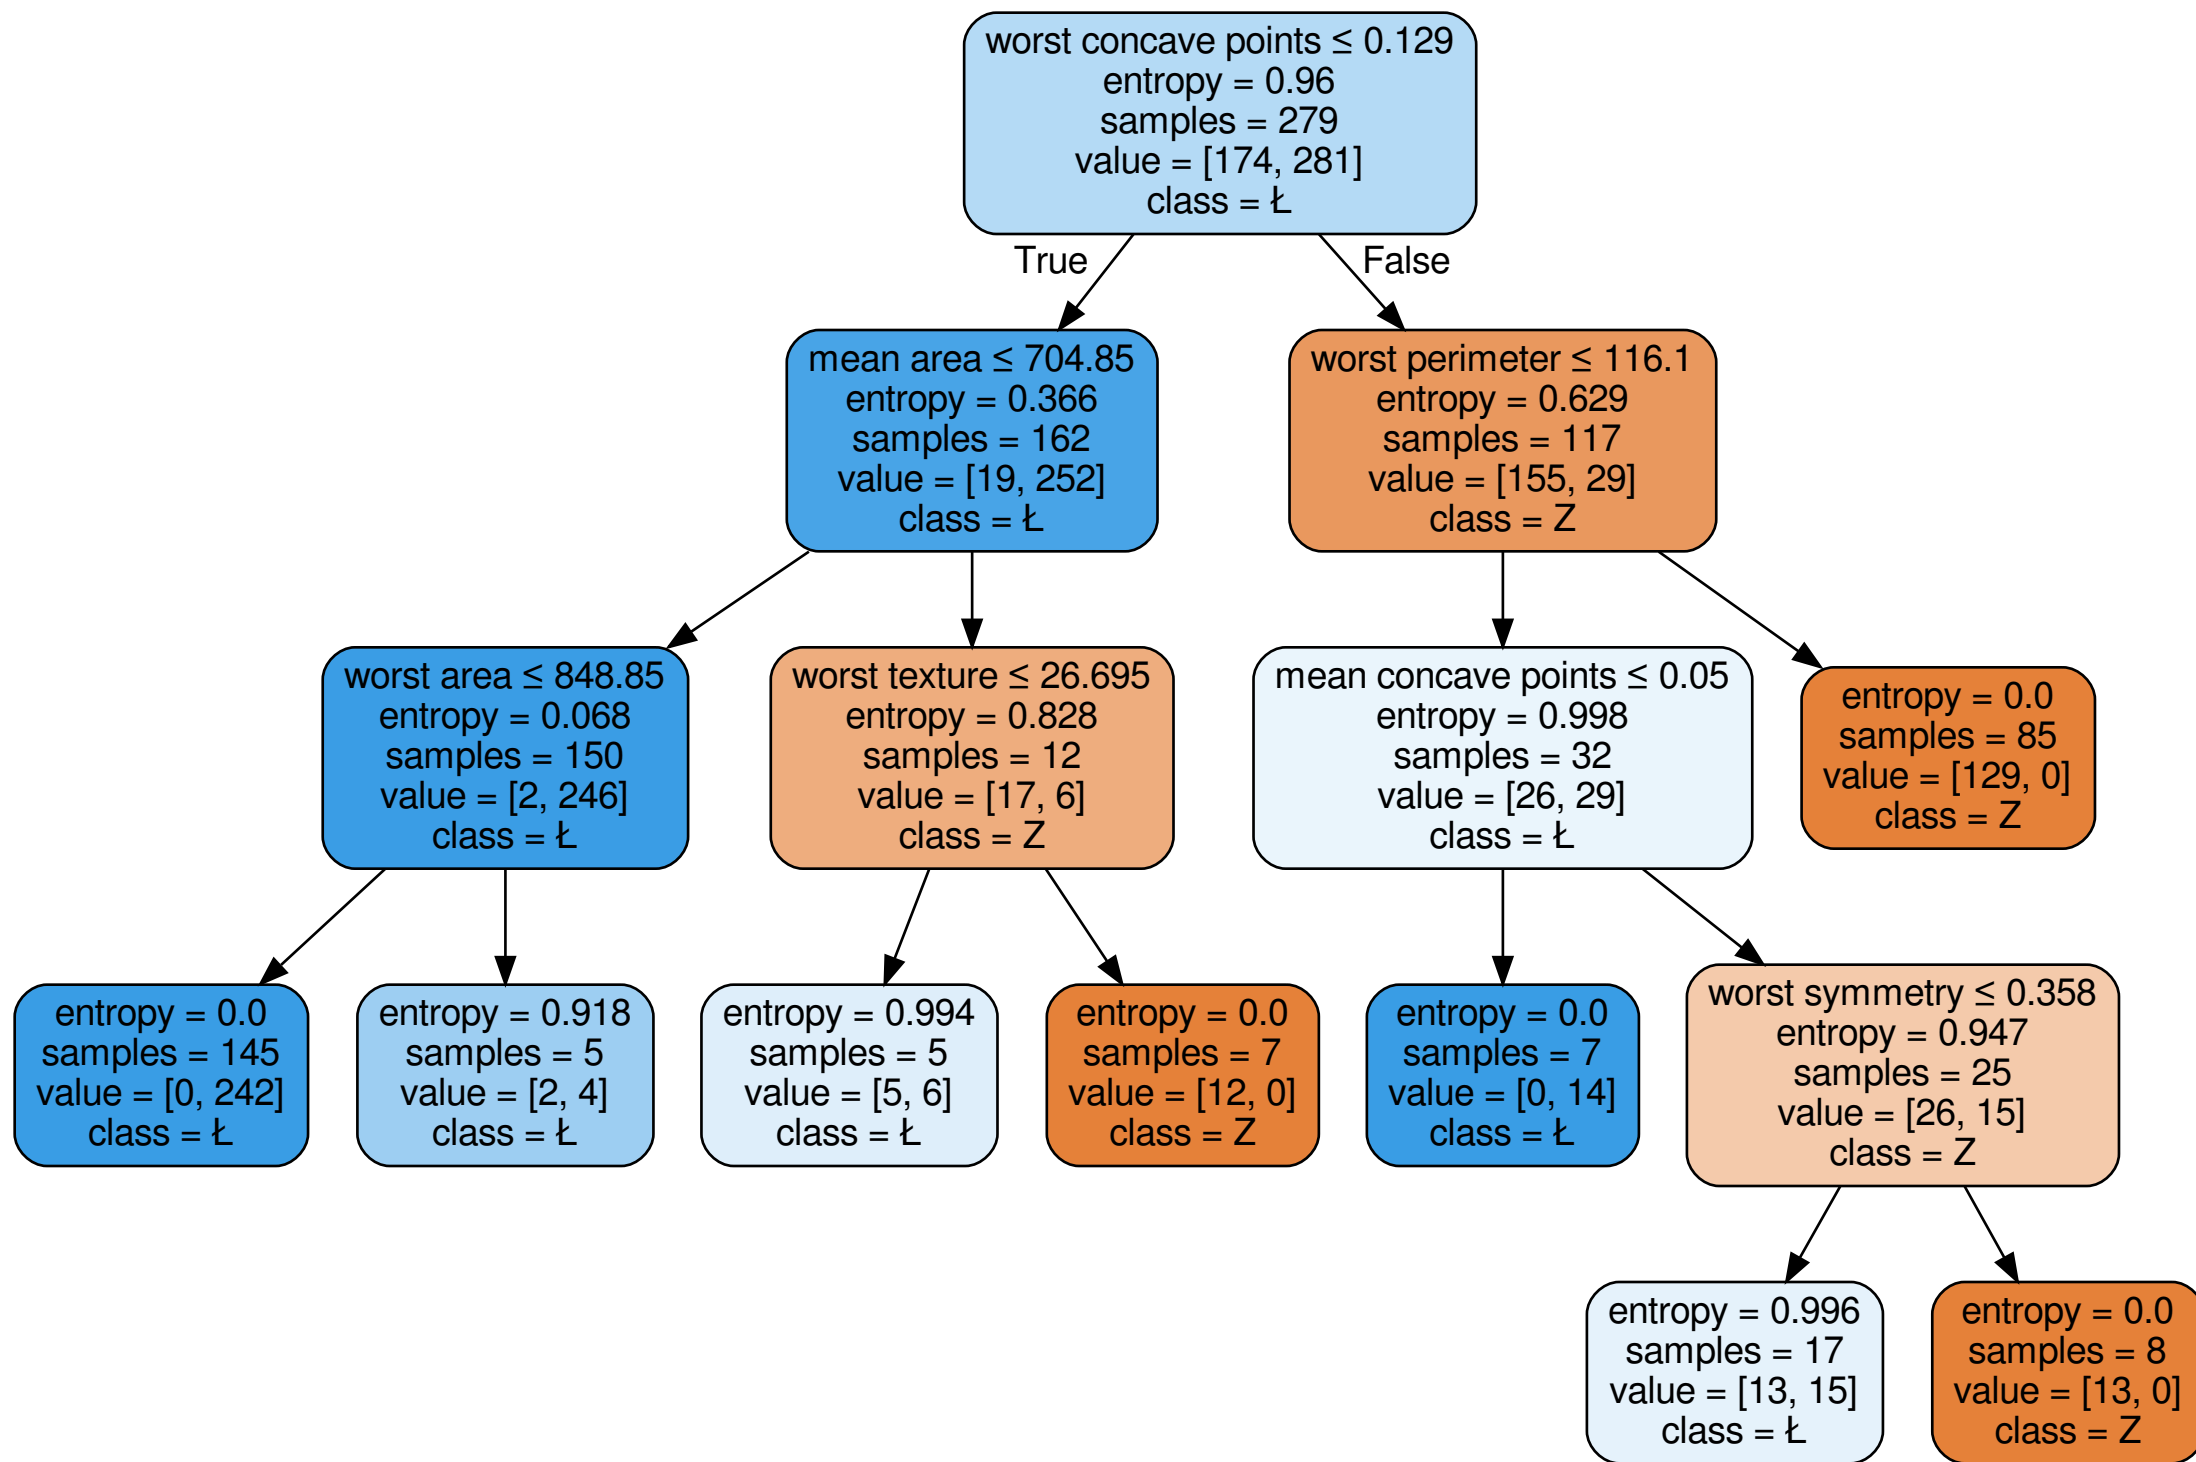 worst concave points ≤ 0.129
entropy = 0.96
samples = 279
value = [174, 281]
class = Ł
True
False
mean area ≤ 704.85
entropy = 0.366
samples = 162
value = [19, 252]
class = Ł
worst perimeter ≤ 116.1
entropy = 0.629
samples = 117
value = [155, 29]
class = Z
worst area ≤ 848.85
entropy = 0.068
samples = 150
value = [2, 246]
class = Ł
worst texture ≤ 26.695
entropy = 0.828
samples = 12
value = [17, 6]
class = Z
mean concave points ≤ 0.05
entropy = 0.998
samples = 32
value = [26, 29]
class = Ł
entropy = 0.0
samples = 85
value = [129, 0]
class = Z
entropy = 0.0
samples = 145
value = [0, 242]
class = Ł
entropy = 0.918
samples = 5
value = [2, 4]
class = Ł
entropy = 0.994
samples = 5
value = [5, 6]
class = Ł
entropy = 0.0
samples = 7
value = [12, 0]
class = Z
entropy = 0.0
samples = 7
value = [0, 14]
class = Ł
worst symmetry ≤ 0.358
entropy = 0.947
samples = 25
value = [26, 15]
class = Z
entropy = 0.996
samples = 17
value = [13, 15]
class = Ł
entropy = 0.0
samples = 8
value = [13, 0]
class = Z